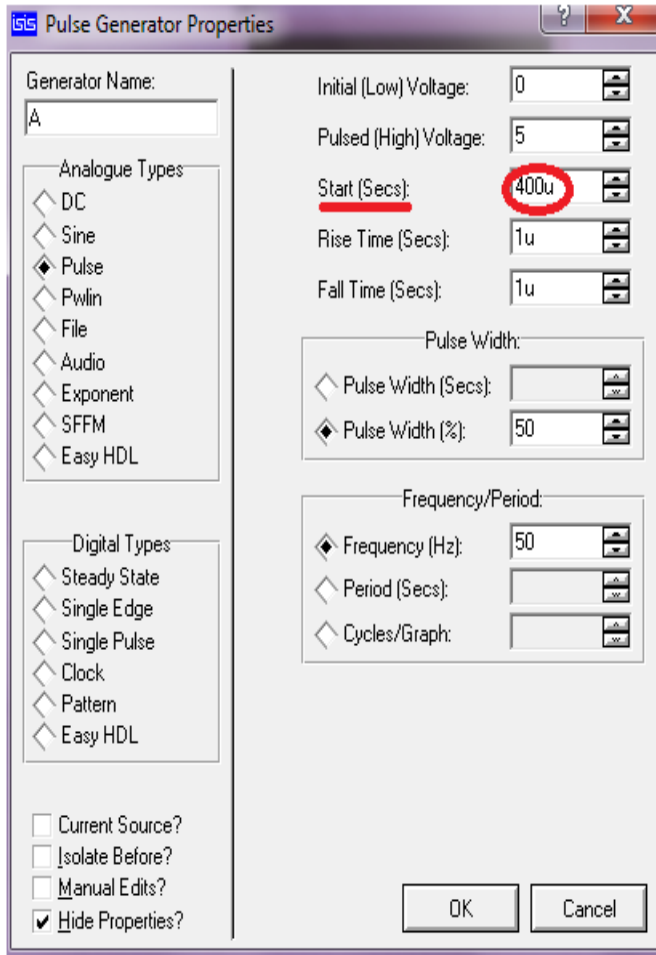 isis Pulse Generator Properties
? X
Generator Name:
A
Analogue Types
DC
Sine
Pulse
Pwlin
File
Audio
Exponent
SFFM
Easy HDL
Digital Types
Steady State
Single Edge
Single Pulse
Clock
Pattern
Easy HDL
Current Source?
Isolate Before?
Manual Edits?
Hide Properties?
Initial (Low) Voltage: 0
Pulsed (High) Voltage: 5
Start (Secs): 400u
Rise Time (Secs): 1u
Fall Time (Secs): 1u
Pulse Width:
Pulse Width (Secs):
Pulse Width (%): 50
Frequency/Period:
Frequency (Hz): 50
Period (Secs):
Cycles/Graph:
OK Cancel